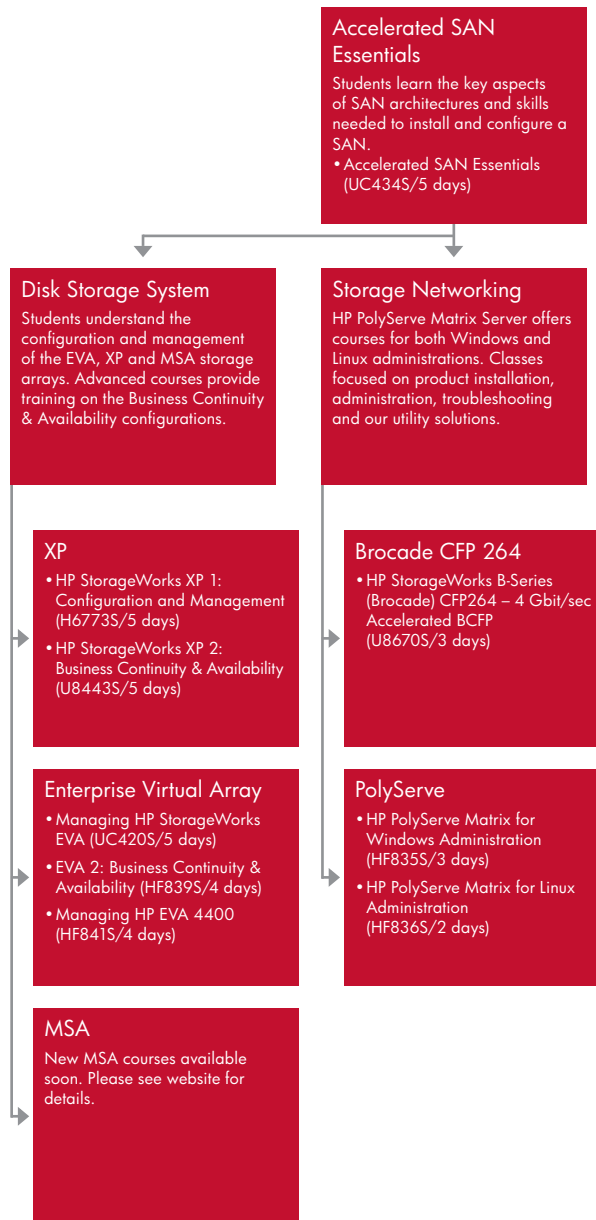 Accelerated SAN
Essentials
Students learn the key aspects
of SAN architectures and skills
needed to install and configure a
SAN.
• Accelerated SAN Essentials
(UC434S/5 days)
Disk Storage System
Students understand the
configuration and management
of the EVA, XP and MSA storage
arrays. Advanced courses provide
training on the Business Continuity
& Availability configurations.
Storage Networking
HP PolyServe Matrix Server offers
courses for both Windows and
Linux administrations. Classes
focused on product installation,
administration, troubleshooting
and our utility solutions.
XP
• HP StorageWorks XP 1:
Configuration and Management
(H6773S/5 days)
• HP StorageWorks XP 2:
Business Continuity & Availability
(U8443S/5 days)
Brocade CFP 264
• HP StorageWorks B-Series
(Brocade) CFP264 – 4 Gbit/sec
Accelerated BCFP
(U8670S/3 days)
Enterprise Virtual Array
• Managing HP StorageWorks
EVA (UC420S/5 days)
• EVA 2: Business Continuity &
Availability (HF839S/4 days)
• Managing HP EVA 4400
(HF841S/4 days)
PolyServe
• HP PolyServe Matrix for
Windows Administration
(HF835S/3 days)
• HP PolyServe Matrix for Linux
Administration
(HF836S/2 days)
MSA
New MSA courses available
soon. Please see website for
details.